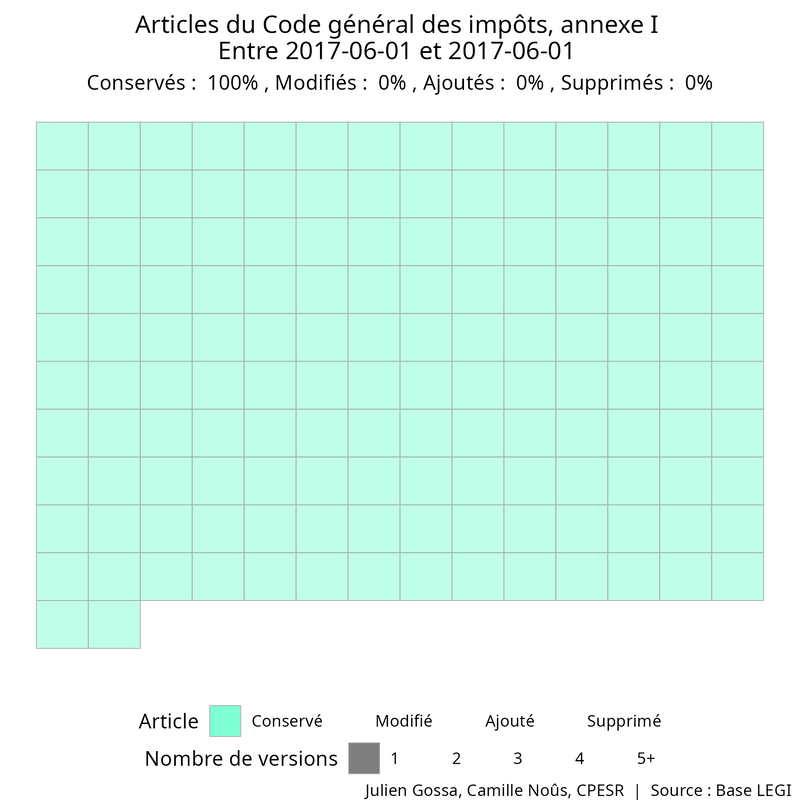 Articles du Code général des impôts, annexe I
Entre 2017-06-01 et 2017-06-01
Conservés :  100% , Modifiés :  0% , Ajoutés :  0% , Supprimés :  0%
Article Conservé Modifié Ajouté Supprimé
Nombre de versions 1 2 3 4 5+
Julien Gossa, Camille Noûs, CPESR  |  Source : Base LEGI